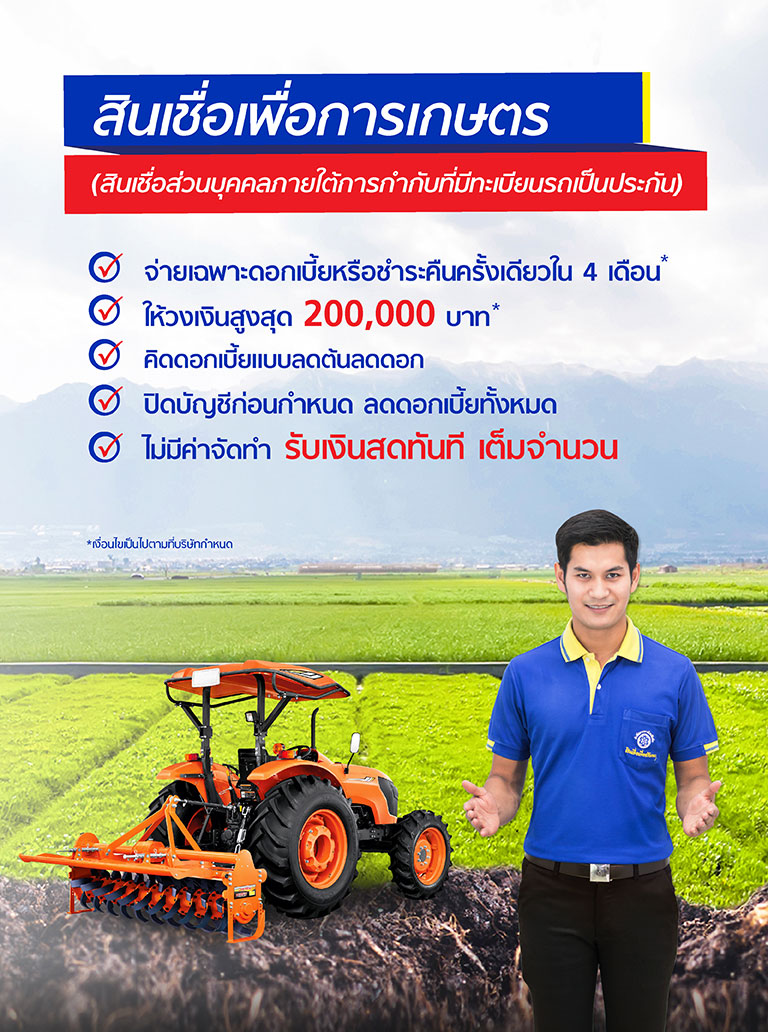 สินเชื่อเพื่อการเกษตร
(สินเชื่อส่วนบุคคลภายใต้การกำกับที่มีทะเบียนรถเป็นประกัน)
จ่ายเฉพาะดอกเบี้ยหรือชำระคืนครั้งเดียวใน 4 เดือน*
ให้วงเงินสูงสุด 200,000 บาท*
คิดดอกเบี้ยแบบลดต้นลดดอก
ปิดบัญชีก่อนกำหนด ลดดอกเบี้ยทั้งหมด
ไม่มีค่าจัดทำ รับเงินสดทันที เต็มจำนวน
*เงื่อนไขเป็นไปตามที่บริษัทกำหนด